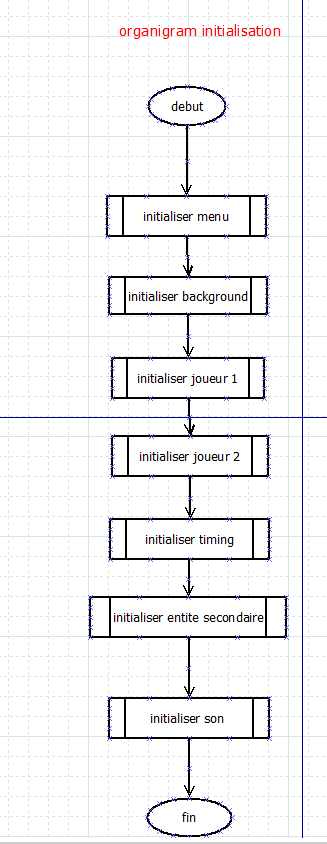 organigram initialisation
debut
initialiser menu
initialiser background
initialiser joueur 1
initialiser joueur 2
initialiser timing
initialiser entite secondaire
initialiser son
fin